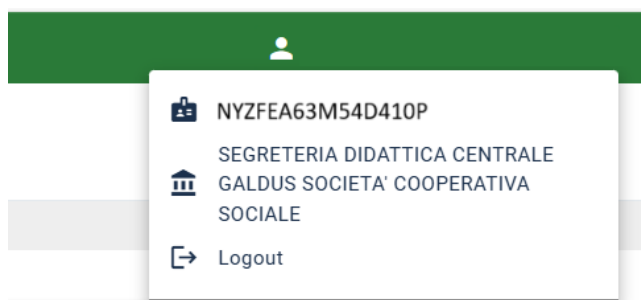 NYZFEA63M54D410P
SEGRETERIA DIDATTICA CENTRALE
GALDUS SOCIETA' COOPERATIVA
SOCIALE
Logout